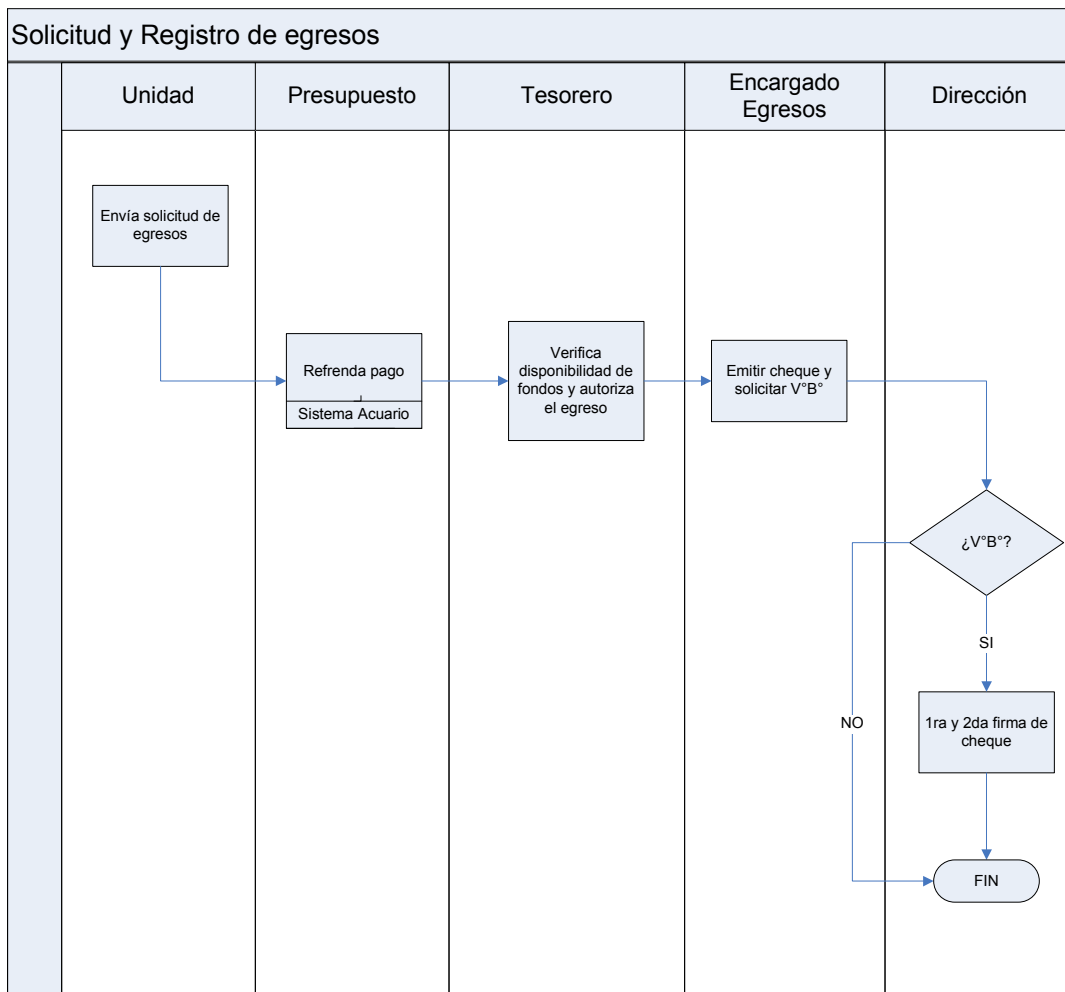 Solicitud y Registro de egresos
Unidad
Presupuesto
Tesorero
Encargado
Egresos
Dirección
Envía solicitud de
egresos
Refrenda pago
Sistema Acuario
Verifica
disponibilidad de
fondos y autoriza
el egreso
Emitir cheque y
solicitar V°B°
¿V°B°?
SI
NO
1ra y 2da firma de
cheque
FIN